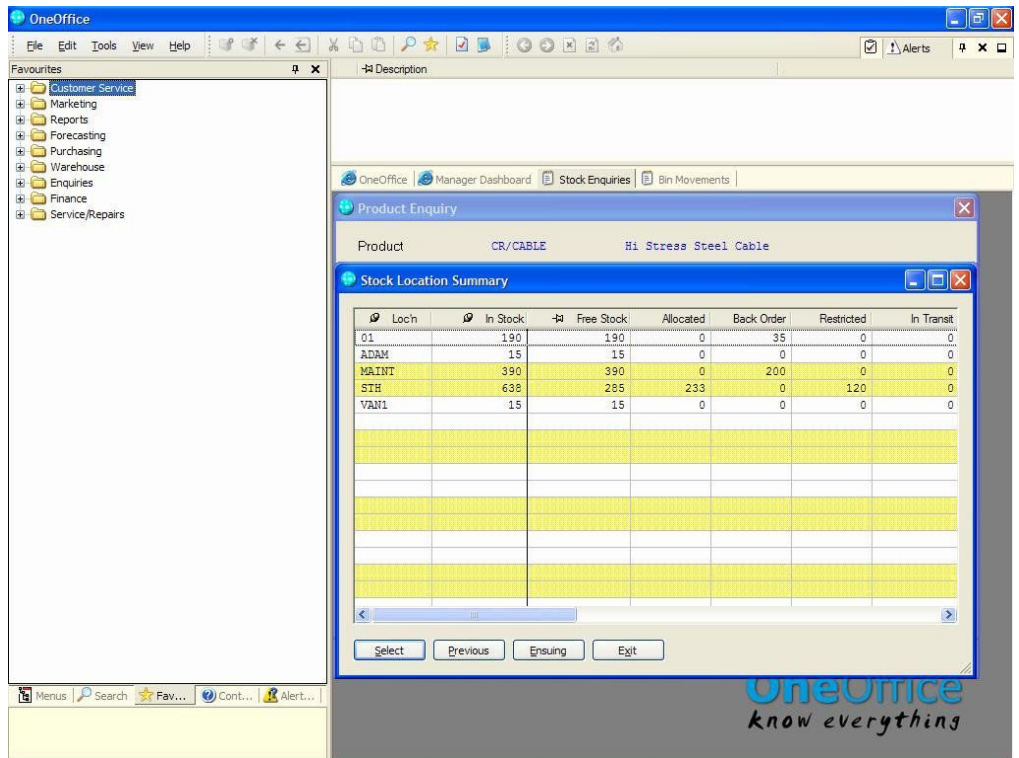 OneOffice
File Edit Tools View Help
Alerts
Favourites
Description
Customer Service
Marketing
Reports
Forecasting
Purchasing
Warehouse
Enquiries
Finance
Service/Repairs
OneOffice Manager Dashboard Stock Enquiries Bin Movements
Product Enquiry
Product CR/CABLE Hi Stress Steel Cable
Stock Location Summary
Loc'n In Stock Free Stock Allocated Back Order Restricted In Transit
01 190 190 0 35 0 0
ADAM 15 15 0 0 0 0
MAINT 390 390 0 200 0 0
STH 638 285 233 0 120 0
VAN1 15 15 0 0 0 0
Select Previous Ensuing Exit
Menus Search Fav... Cont... Alert...
OneOffice
know everything